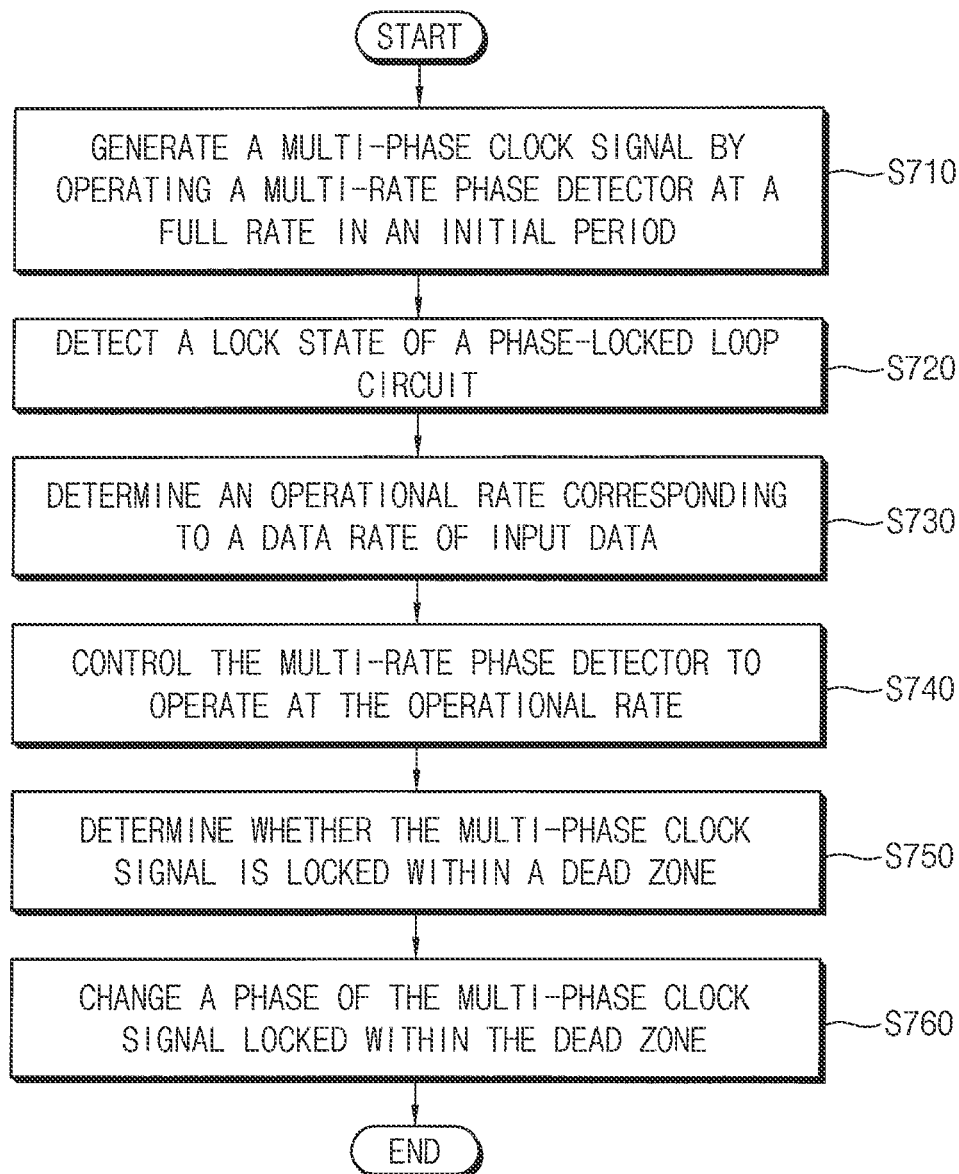 START
GENERATE A MULTI-PHASE CLOCK SIGNAL BY
OPERATING A MULTI-RATE PHASE DETECTOR AT A
FULL RATE IN AN INITIAL PERIOD
S710
DETECT A LOCK STATE OF A PHASE-LOCKED LOOP
CIRCUIT
S720
DETERMINE AN OPERATIONAL RATE CORRESPONDING
TO A DATA RATE OF INPUT DATA
S730
CONTROL THE MULTI-RATE PHASE DETECTOR TO
OPERATE AT THE OPERATIONAL RATE
S740
DETERMINE WHETHER THE MULTI-PHASE CLOCK
SIGNAL IS LOCKED WITHIN A DEAD ZONE
S750
CHANGE A PHASE OF THE MULTI-PHASE CLOCK
SIGNAL LOCKED WITHIN THE DEAD ZONE
S760
END